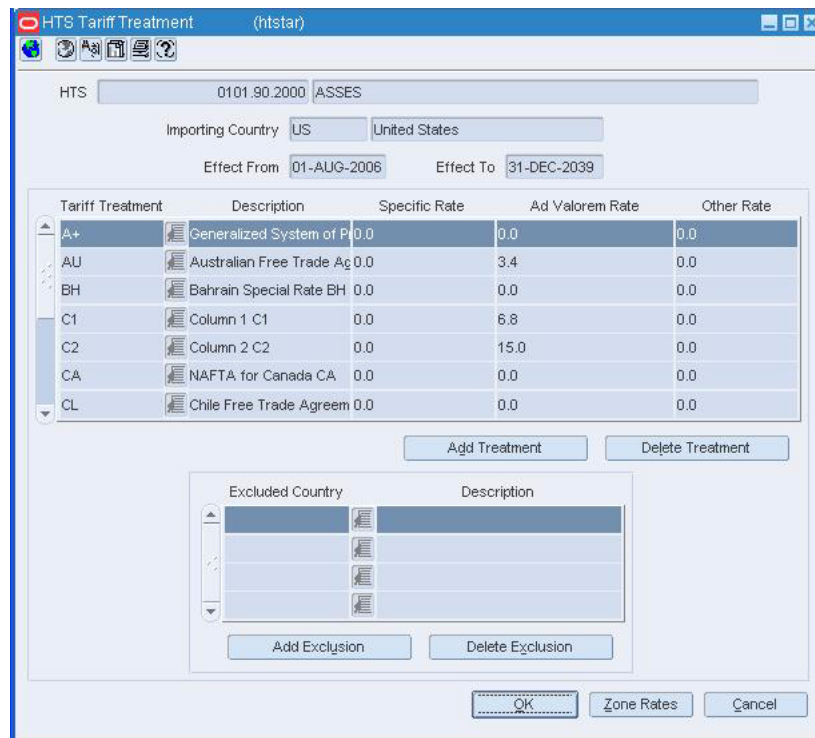 HTS Tariff Treatment (htstar)
HTS 0101.90.2000 ASSES
Importing Country US United States
Effect From 01-AUG-2006 Effect To 31-DEC-2039
Tariff Treatment Description Specific Rate Ad Valorem Rate Other Rate
A+ Generalized System of Pr 0.0 0.0 0.0
AU Australian Free Trade Ag 0.0 3.4 0.0
BH Bahrain Special Rate BH 0.0 0.0 0.0
C1 Column 1 C1 0.0 6.8 0.0
C2 Column 2 C2 0.0 15.0 0.0
CA NAFTA for Canada CA 0.0 0.0 0.0
CL Chile Free Trade Agreem 0.0 0.0 0.0
Add Treatment Delete Treatment
Excluded Country Description
Add Exclusion Delete Exclusion
OK Zone Rates Cancel